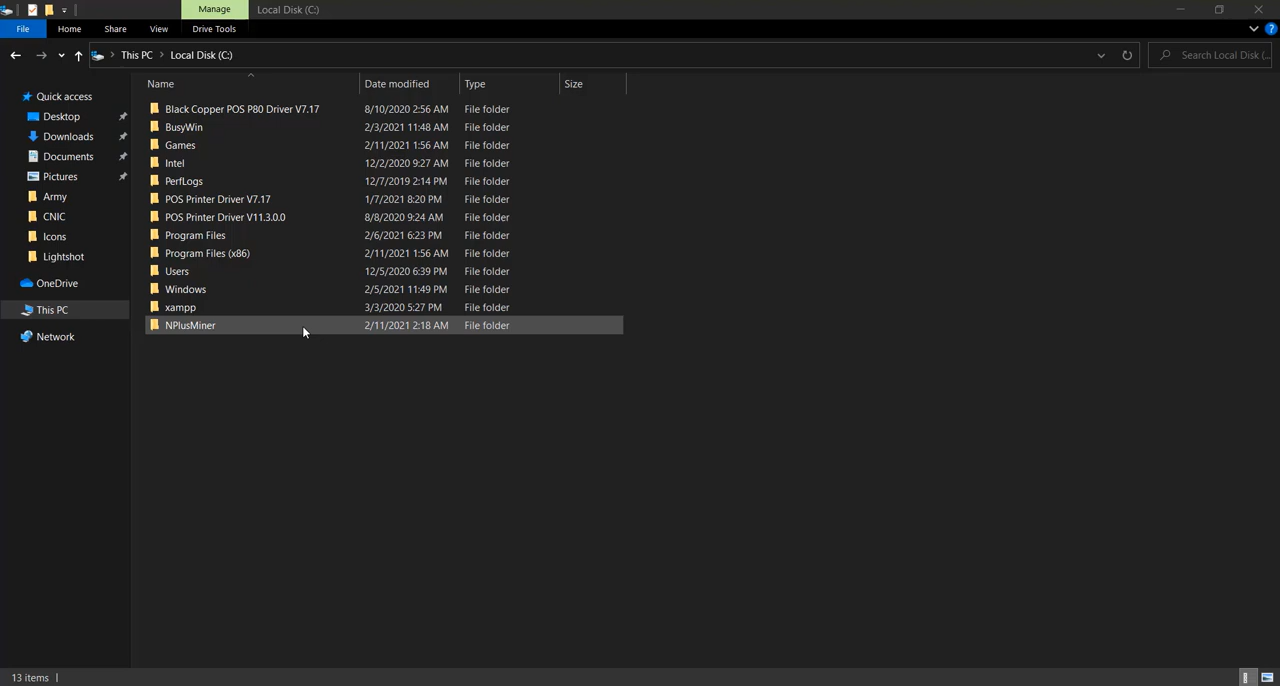 Manage Local Disk (C:)
File Home Share View Drive Tools
This PC Local Disk (C:) Search Local Disk (...
Name Date modified Type Size
Quick access
Desktop
Downloads
Documents
Pictures
Army
CNIC
Icons
Lightshot
OneDrive
This PC
Network
Black Copper POS P80 Driver V7.17 8/10/2020 2:56 AM File folder
BusyWin 2/3/2021 11:48 AM File folder
Games 2/11/2021 1:56 AM File folder
Intel 12/2/2020 9:27 AM File folder
PerfLogs 12/7/2019 2:14 PM File folder
POS Printer Driver V7.17 1/7/2021 8:20 PM File folder
POS Printer Driver V11.3.0.0 8/8/2020 9:24 AM File folder
Program Files 2/6/2021 6:23 PM File folder
Program Files (x86) 2/11/2021 1:56 AM File folder
Users 12/5/2020 6:39 PM File folder
Windows 2/5/2021 11:49 PM File folder
xampp 3/3/2020 5:27 PM File folder
NPlusMiner 2/11/2021 2:18 AM File folder
13 items